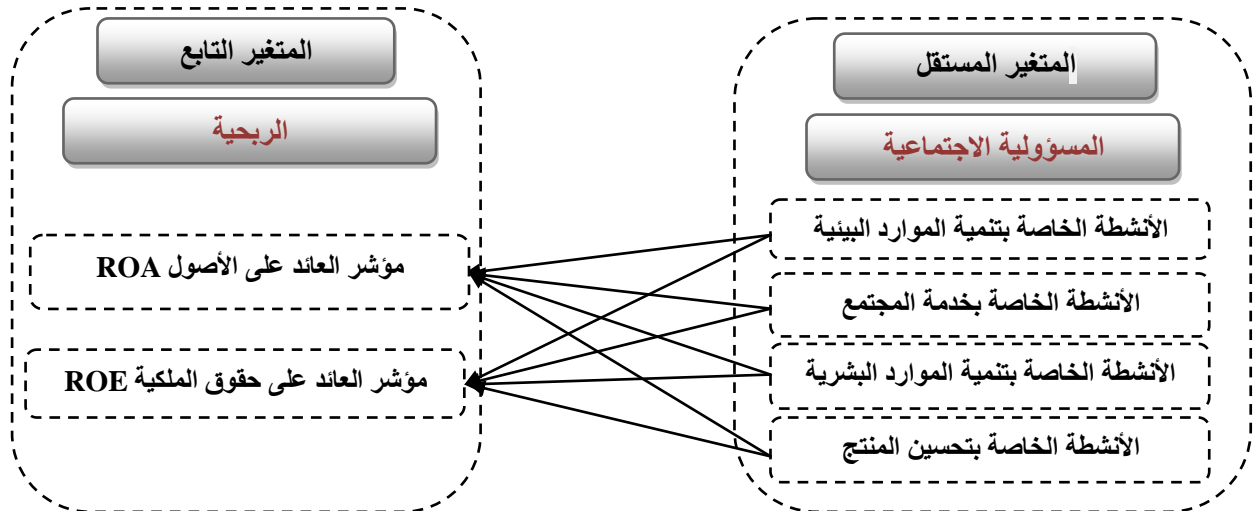 المتغير المستقل
المسؤولية الاجتماعية
الأنشطة الخاصة بتنمية الموارد البيئية
الأنشطة الخاصة بخدمة المجتمع
الأنشطة الخاصة بتنمية الموارد البشرية
الأنشطة الخاصة بتحسين المنتج
المتغير التابع
الربحية
مؤشر العائد على الأصول ROA
مؤشر العائد على حقوق الملكية ROE